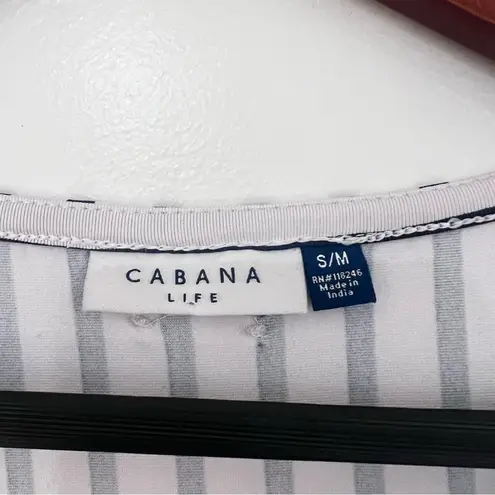 CABANA
LIFE
S/M
RN#118246
Made in
India